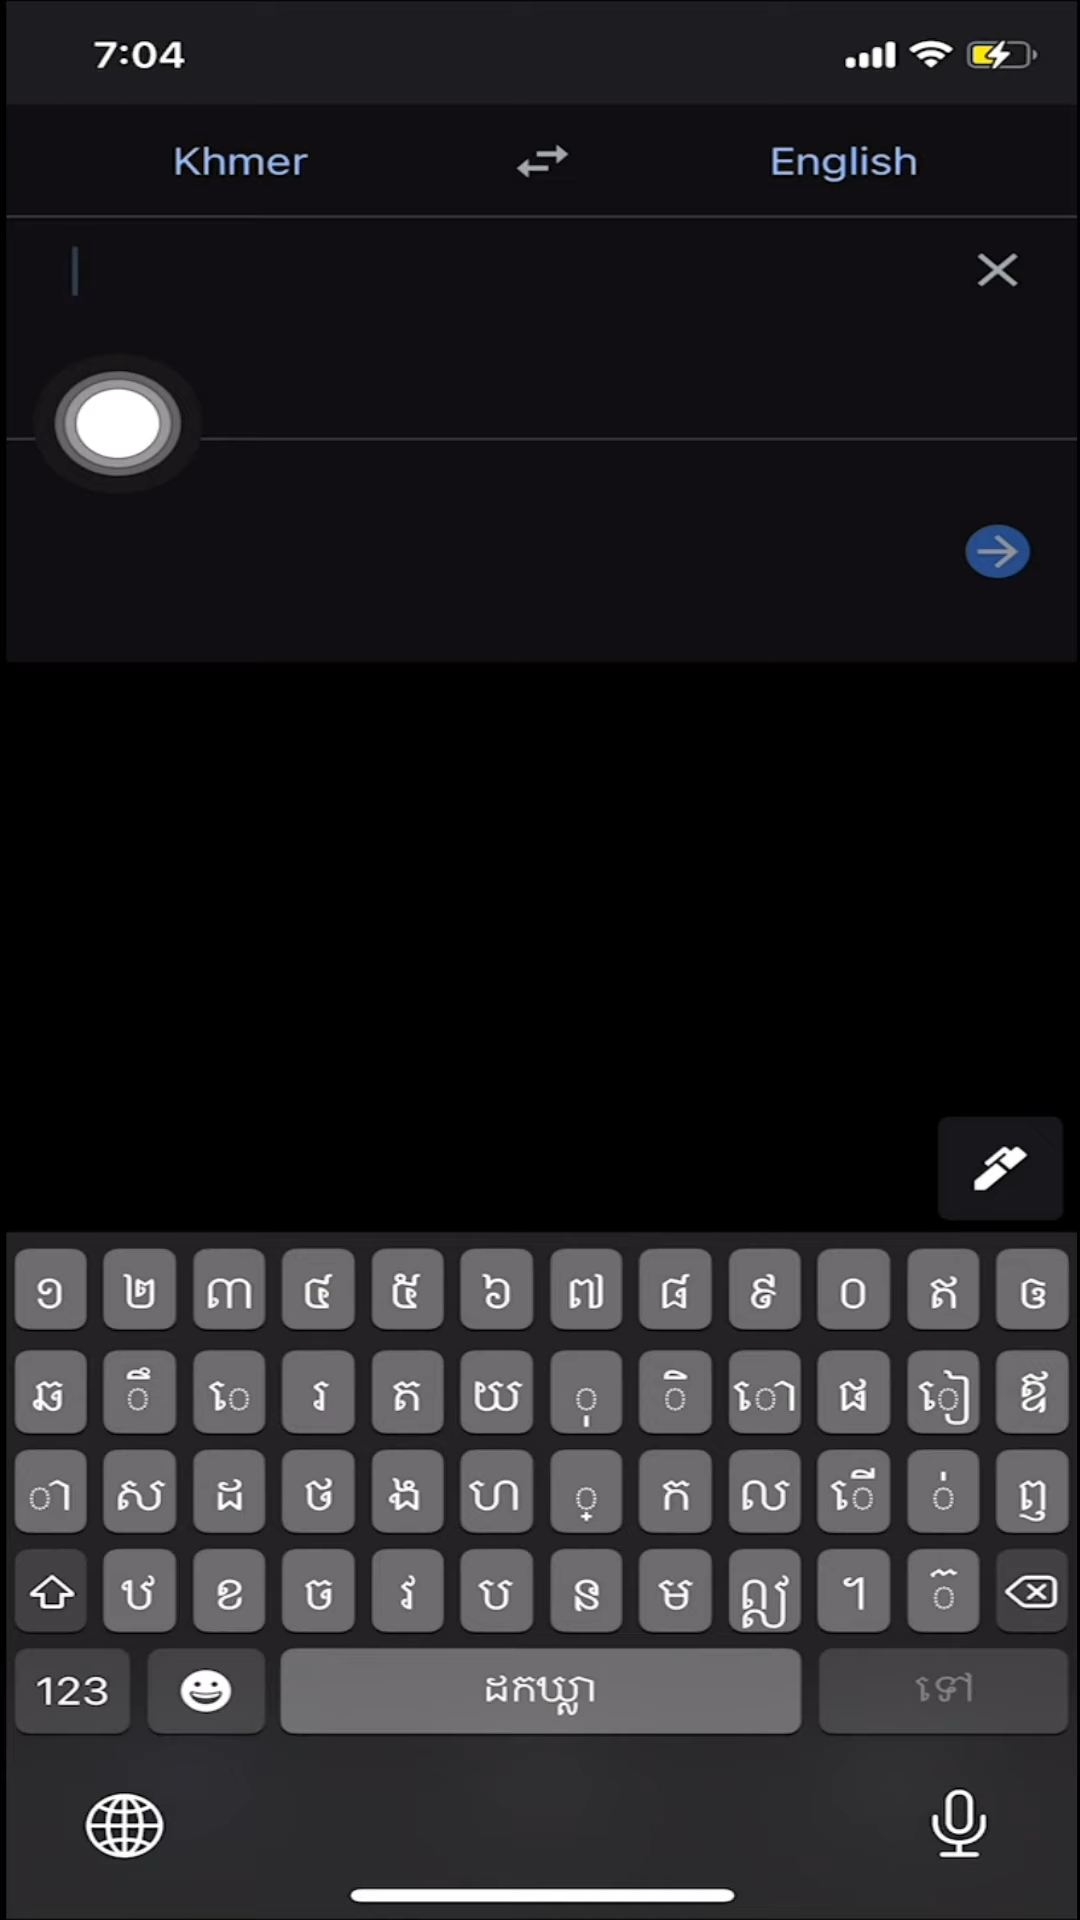 7:04
Khmer English
១ ២ ៣ ៤ ៥ ៦ ៧ ៨ ៩ ០ ឥ ឲ
ឆ ឹ េ រ ត យ ុ ិ ោ ផ ៀ ឪ
ា ស ដ ថ ង ហ ្ ក ល ើ ់ ឭ
ឋ ខ ច វ ប ន ម ឦ ។ ៊
123 ដកឃ្លា ទៅ